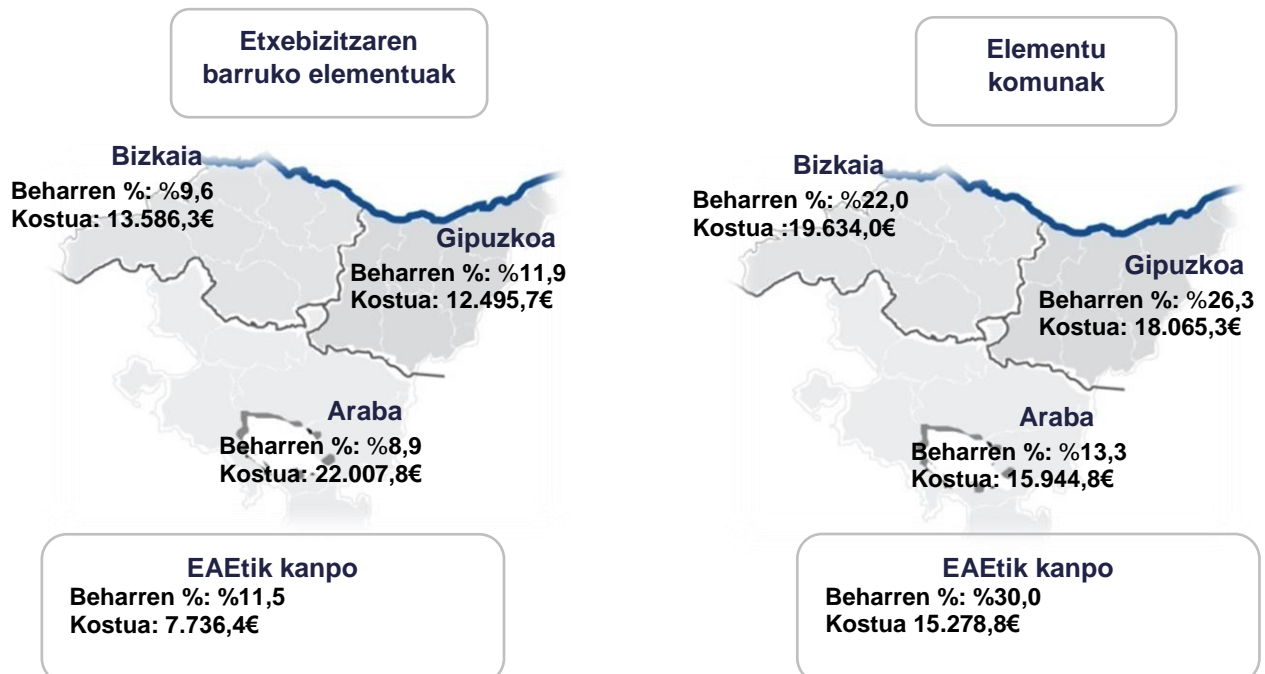 Etxebizitzaren
barruko elementuak
Bizkaia
Beharren %: %9,6
Kostua: 13.586,3€
Gipuzkoa
Beharren %: %11,9
Kostua: 12.495,7€
Araba
Beharren %: %8,9
Kostua: 22.007,8€
EAEtik kanpo
Beharren %: %11,5
Kostua: 7.736,4€
Elementu
komunak
Bizkaia
Beharren %: %22,0
Kostua :19.634,0€
Gipuzkoa
Beharren %: %26,3
Kostua: 18.065,3€
Araba
Beharren %: %13,3
Kostua: 15.944,8€
EAEtik kanpo
Beharren %: %30,0
Kostua 15.278,8€